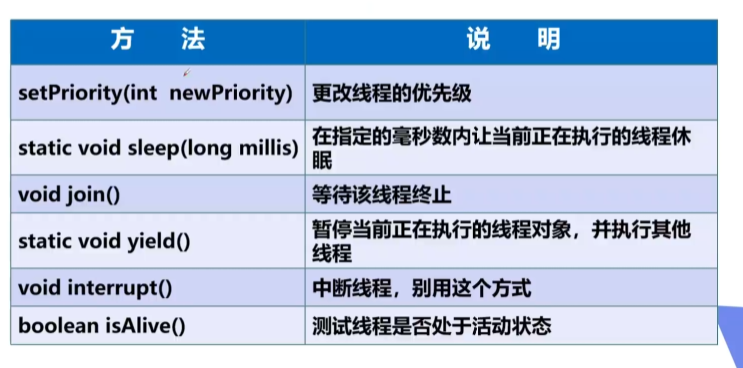 方 法 说 明
setPriority(int newPriority) 更改线程的优先级
static void sleep(long millis) 在指定的毫秒数内让当前正在执行的线程休
眠
void join() 等待该线程终止
static void yield() 暂停当前正在执行的线程对象，并执行其他
线程
void interrupt() 中断线程，别用这个方式
boolean isAlive() 测试线程是否处于活动状态